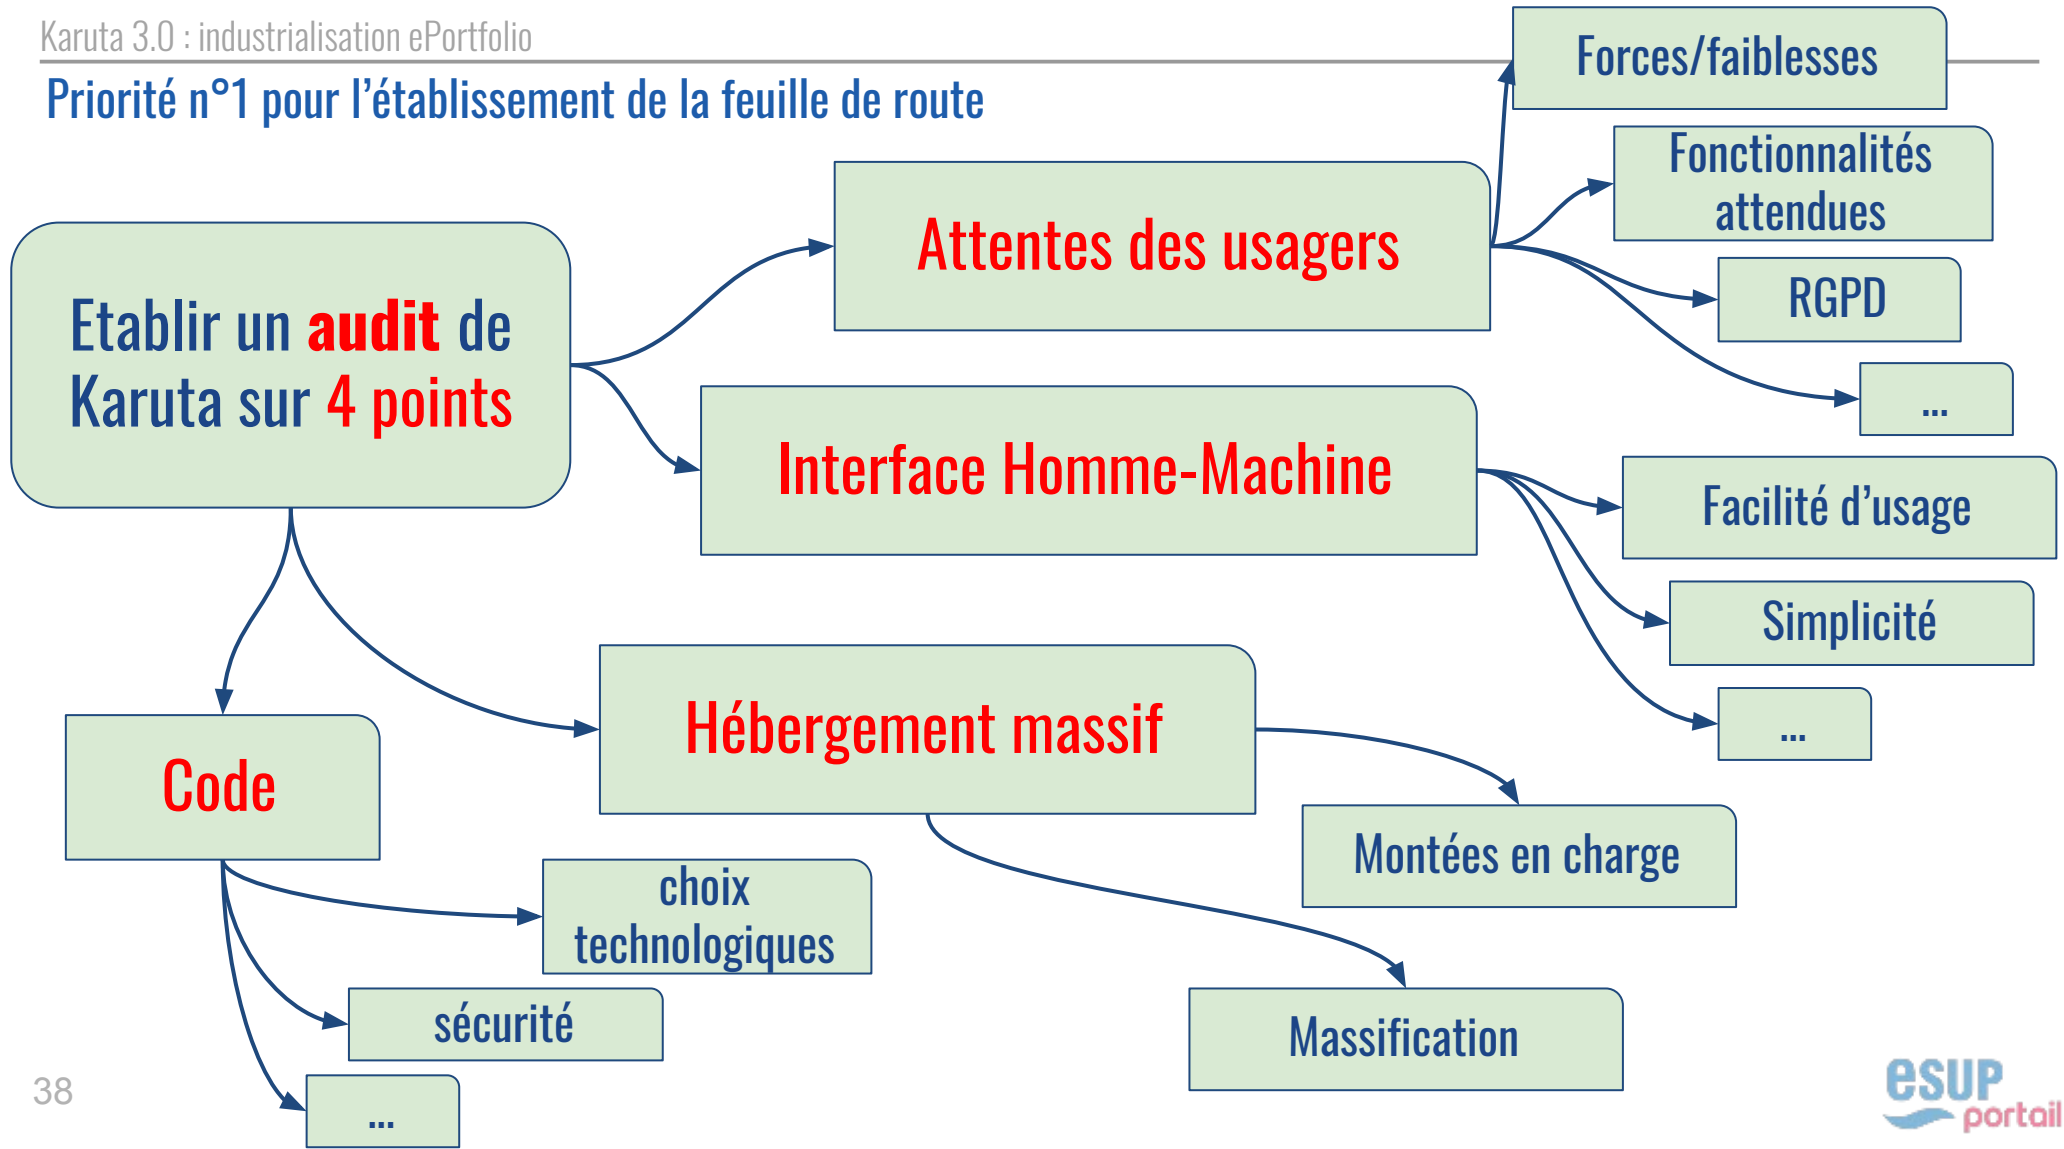 Karuta 3.0 : industrialisation ePortfolio
Priorité n°1 pour l’établissement de la feuille de route
Etablir un audit de
Karuta sur 4 points
Attentes des usagers
Forces/faiblesses
Fonctionnalités
attendues
RGPD
...
Interface Homme-Machine
Facilité d’usage
Simplicité
...
Hébergement massif
Montées en charge
Massification
Code
choix
technologiques
sécurité
...
38
esup
portail